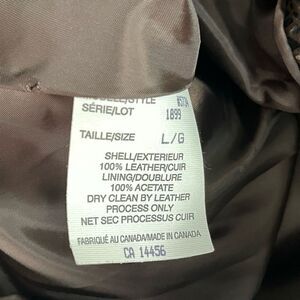 SÉRIE/LOT 1899
TAILLE/SIZE L/G
SHELL/EXTERIEUR
100% LEATHER/CUIR
LINING/DOUBLURE
100% ACETATE
DRY CLEAN BY LEATHER
PROCESS ONLY
NET SEC PROCESSUS CUIR
FABRIQUÉ AU CANADA/MADE IN CANADA
CA 14456